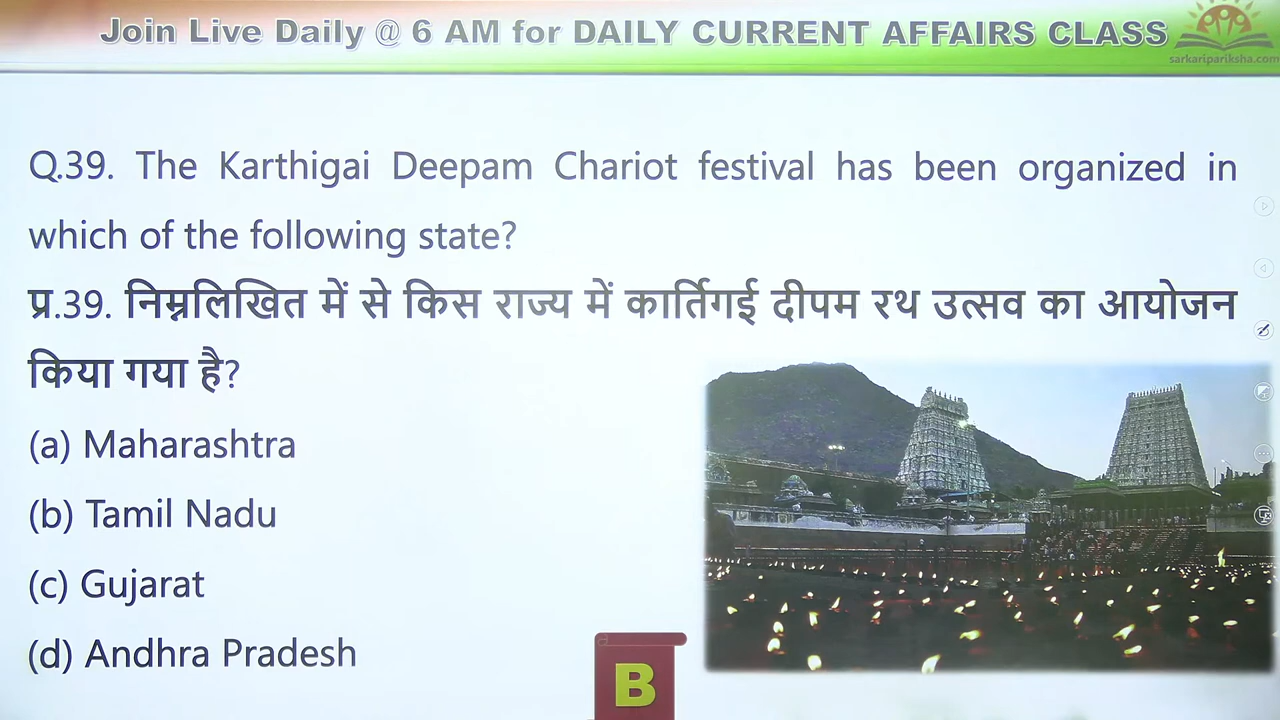 Join Live Daily @ 6 AM for DAILY CURRENT AFFAIRS CLASS
sarkaripariksha.com
Q.39. The Karthigai Deepam Chariot festival has been organized in
which of the following state?
प्र.39. निम्नलिखित में से किस राज्य में कार्तिगई दीपम रथ उत्सव का आयोजन
किया गया है?
(a) Maharashtra
(b) Tamil Nadu
(c) Gujarat
(d) Andhra Pradesh
B